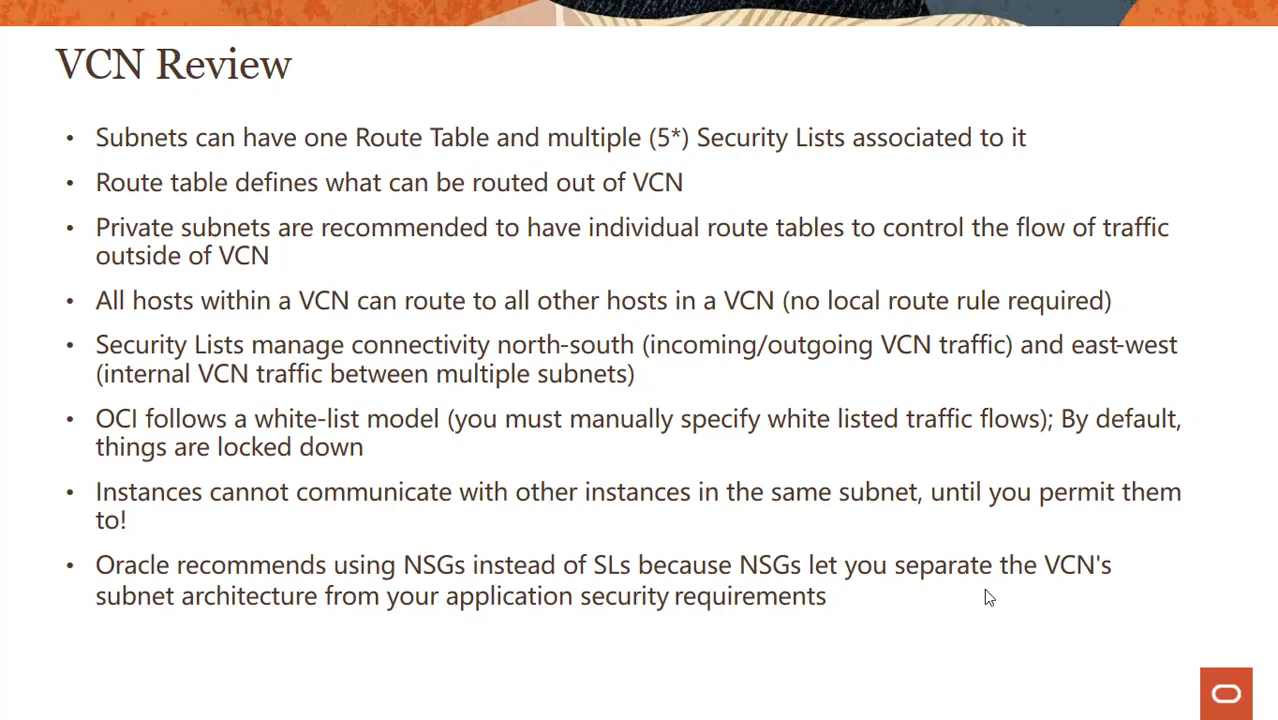 VCN Review
• Subnets can have one Route Table and multiple (5*) Security Lists associated to it
• Route table defines what can be routed out of VCN
• Private subnets are recommended to have individual route tables to control the flow of traffic
outside of VCN
• All hosts within a VCN can route to all other hosts in a VCN (no local route rule required)
• Security Lists manage connectivity north-south (incoming/outgoing VCN traffic) and east-west
(internal VCN traffic between multiple subnets)
• OCI follows a white-list model (you must manually specify white listed traffic flows); By default,
things are locked down
• Instances cannot communicate with other instances in the same subnet, until you permit them
to!
• Oracle recommends using NSGs instead of SLs because NSGs let you separate the VCN's
subnet architecture from your application security requirements